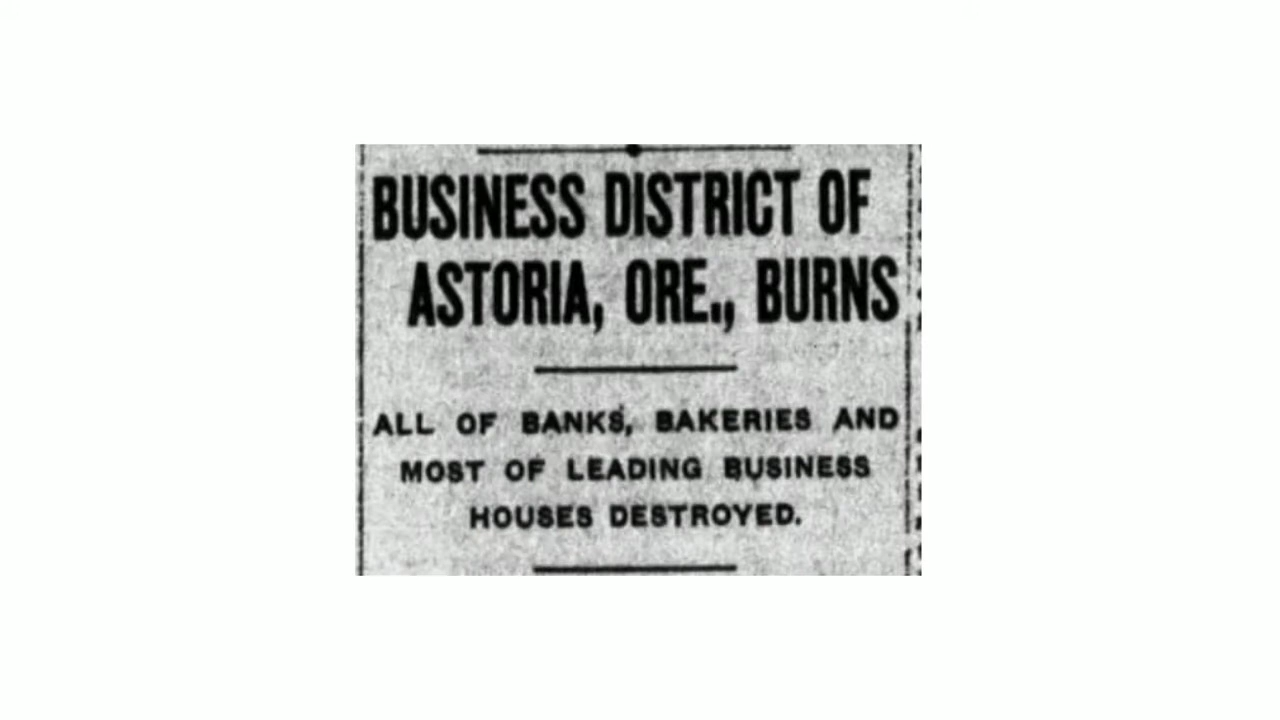 BUSINESS DISTRICT OF
ASTORIA, ORE., BURNS
ALL OF BANKS, BAKERIES AND
MOST OF LEADING BUSINESS
HOUSES DESTROYED.